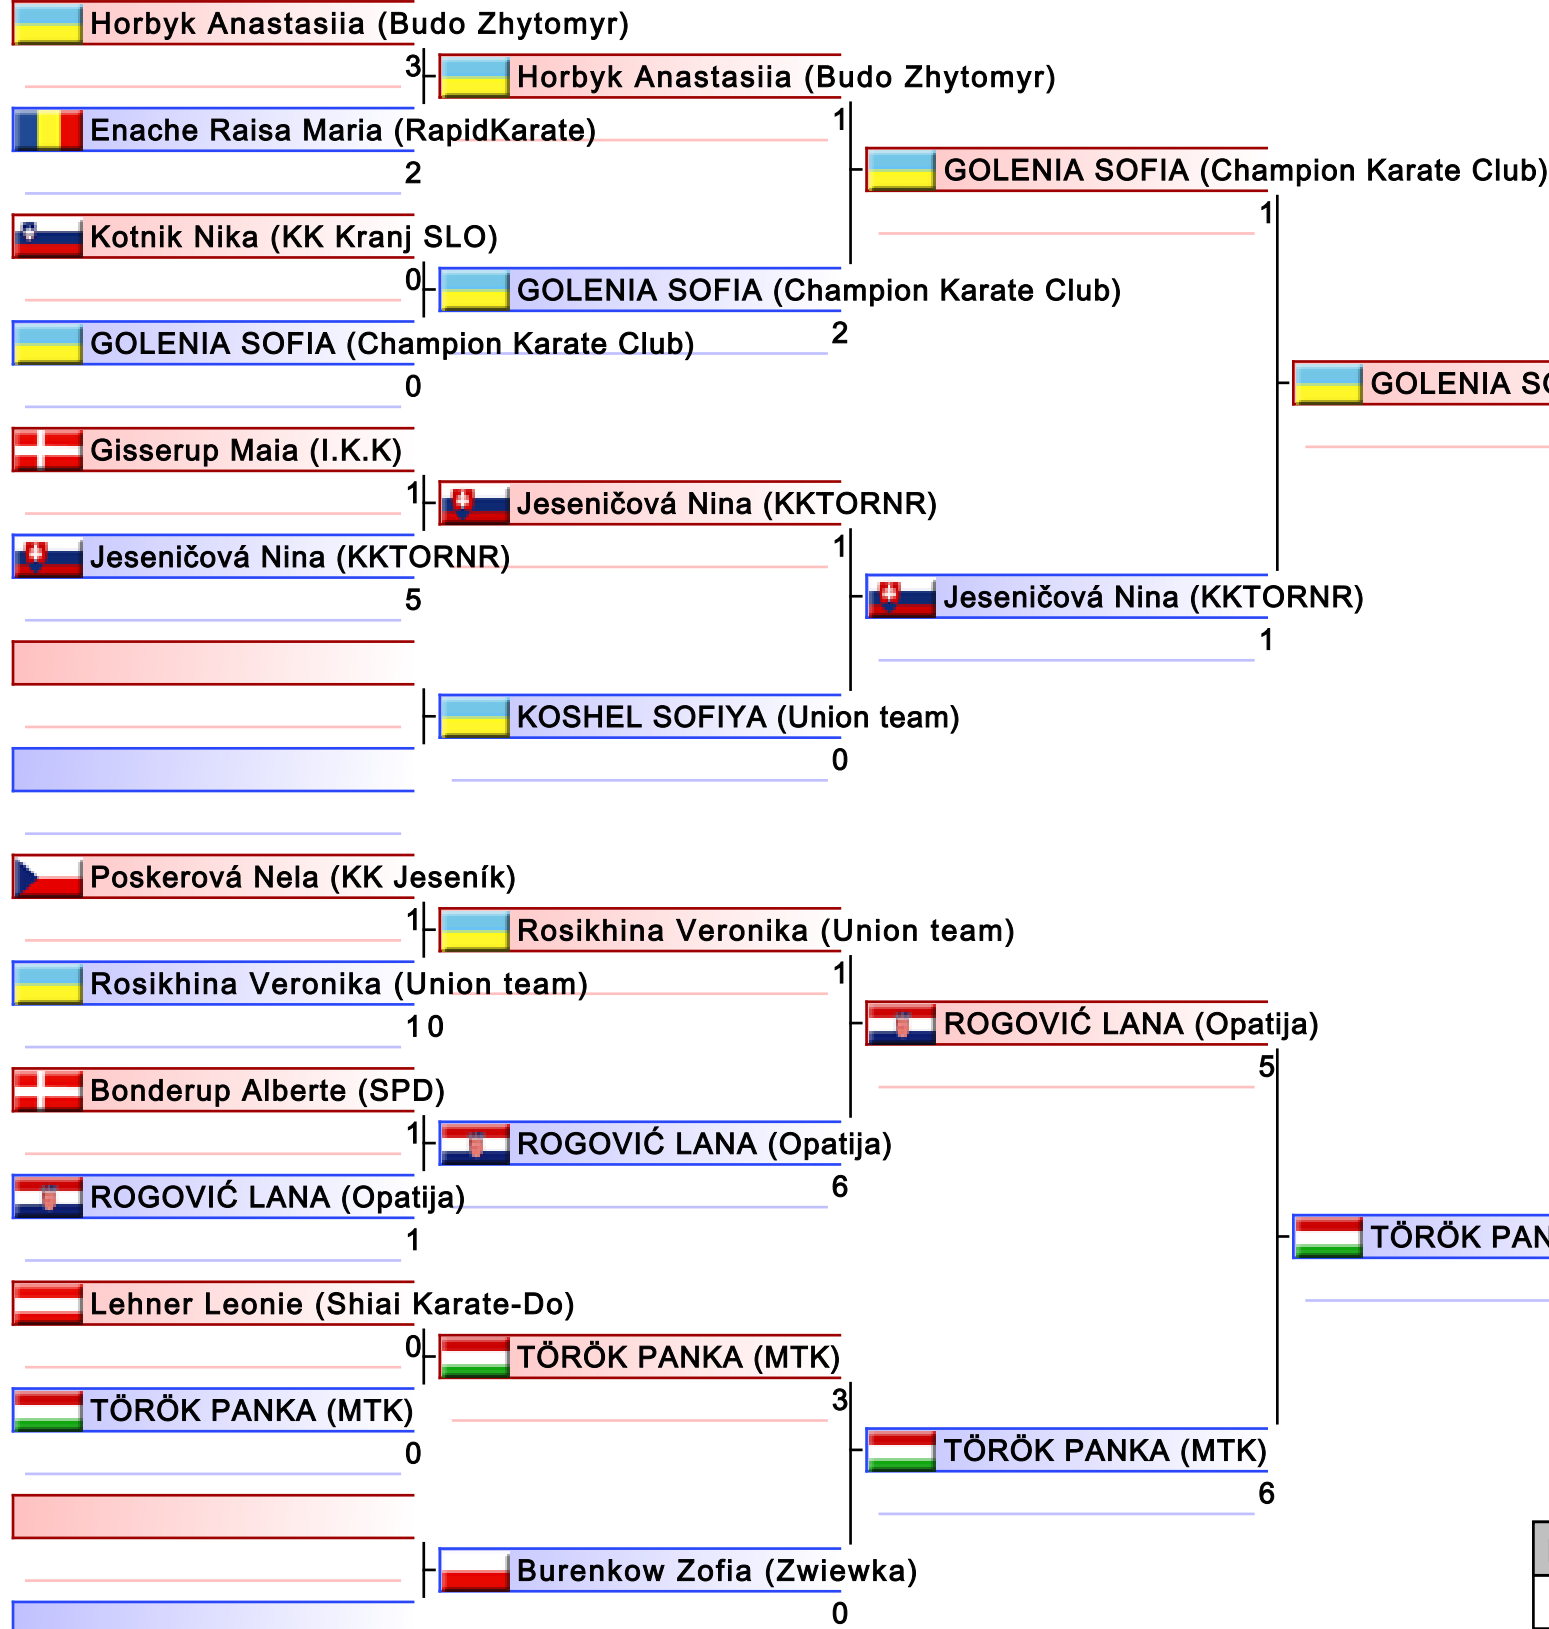 Horbyk Anastasiia (Budo Zhytomyr)
3
Enache Raisa Maria (RapidKarate)
2
Kotnik Nika (KK Kranj SLO)
0
GOLENIA SOFIA (Champion Karate Club)
0
Gisserup Maia (I.K.K)
1
Jeseničová Nina (KKTORNR)
5
Poskerová Nela (KK Jeseník)
1
Rosikhina Veronika (Union team)
10
Bonderup Alberte (SPD)
1
ROGOVIĆ LANA (Opatija)
1
Lehner Leonie (Shiai Karate-Do)
0
TÖRÖK PANKA (MTK)
0
Horbyk Anastasiia (Budo Zhytomyr)
1
GOLENIA SOFIA (Champion Karate Club)
2
Jeseničová Nina (KKTORNR)
1
KOSHEL SOFIYA (Union team)
0
Rosikhina Veronika (Union team)
1
ROGOVIĆ LANA (Opatija)
6
TÖRÖK PANKA (MTK)
3
Burenkow Zofia (Zwiewka)
0
GOLENIA SOFIA (Champion Karate Club)
1
Jeseničová Nina (KKTORNR)
1
ROGOVIĆ LANA (Opatija)
5
TÖRÖK PANKA (MTK)
6
GOLENIA
TÖRÖK